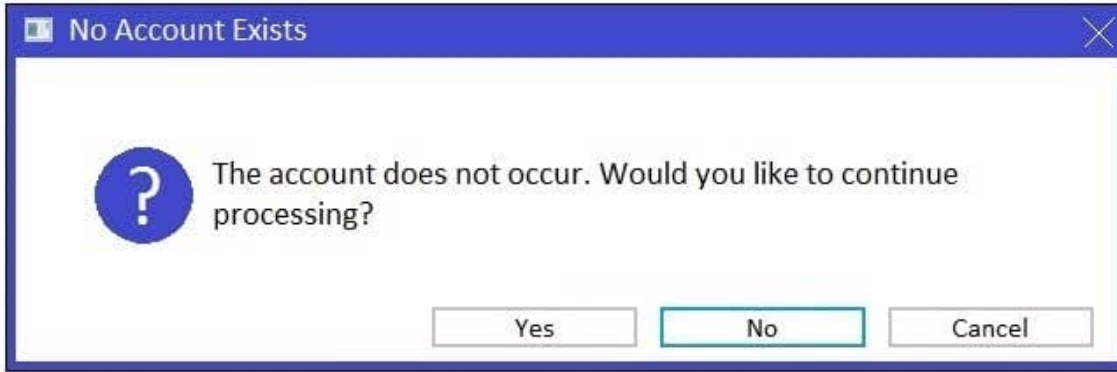 No Account Exists
The account does not occur. Would you like to continue
processing?
Yes No Cancel